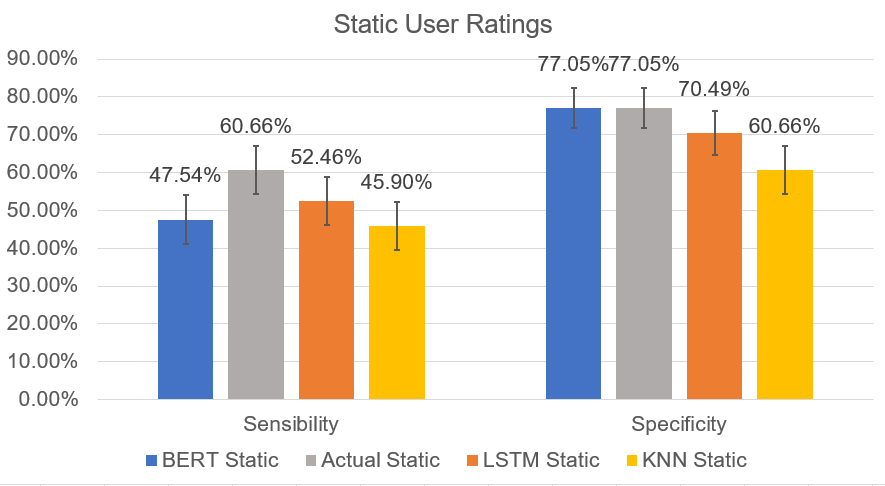 Static User Ratings
90.00%
80.00%
70.00%
60.00%
50.00%
40.00%
30.00%
20.00%
10.00%
0.00%
47.54%
60.66%
52.46%
45.90%
77.05%
77.05%
70.49%
60.66%
Sensibility
Specificity
BERT Static
Actual Static
LSTM Static
KNN Static